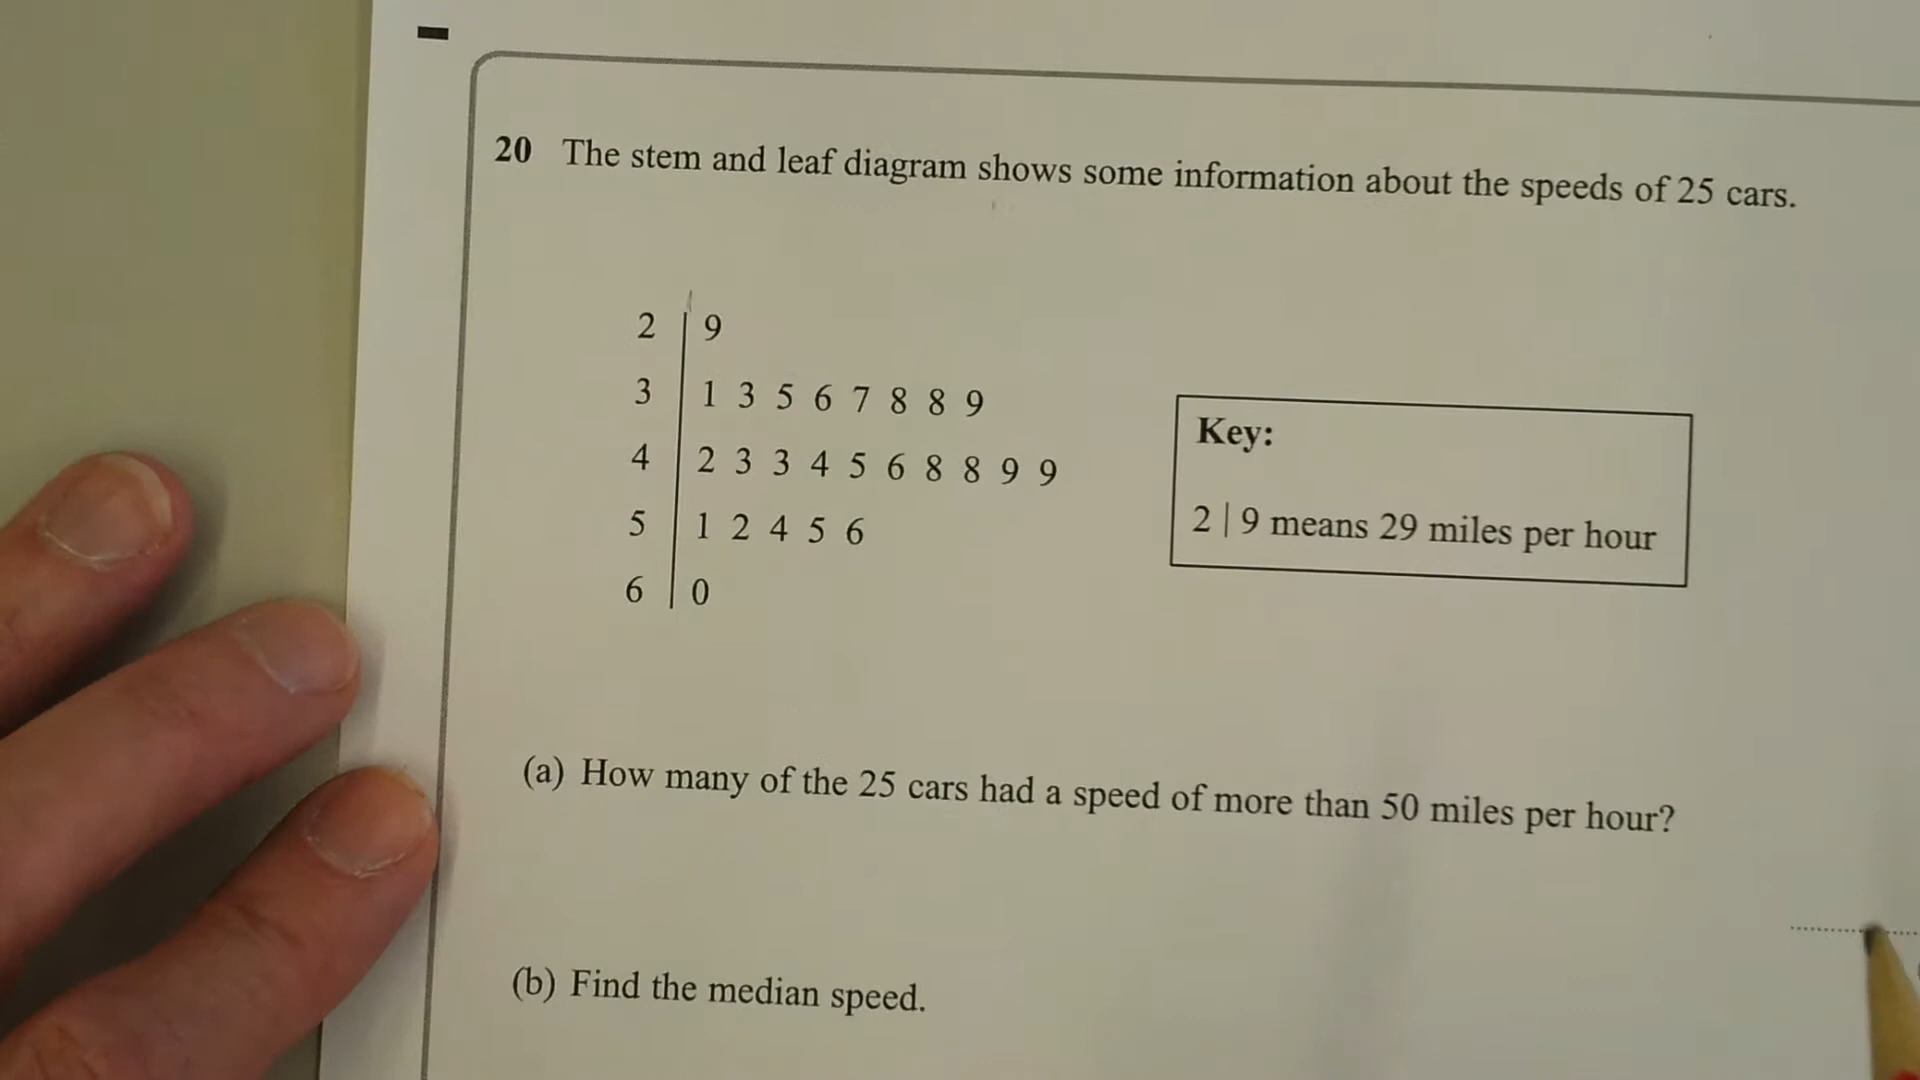 20 The stem and leaf diagram shows some information about the speeds of 25 cars.
2 | 9
3 | 1 3 5 6 7 8 8 9
4 | 2 3 3 4 5 6 8 8 9 9
5 | 1 2 4 5 6
6 | 0
Key:
2 | 9 means 29 miles per hour
(a) How many of the 25 cars had a speed of more than 50 miles per hour?
(b) Find the median speed.